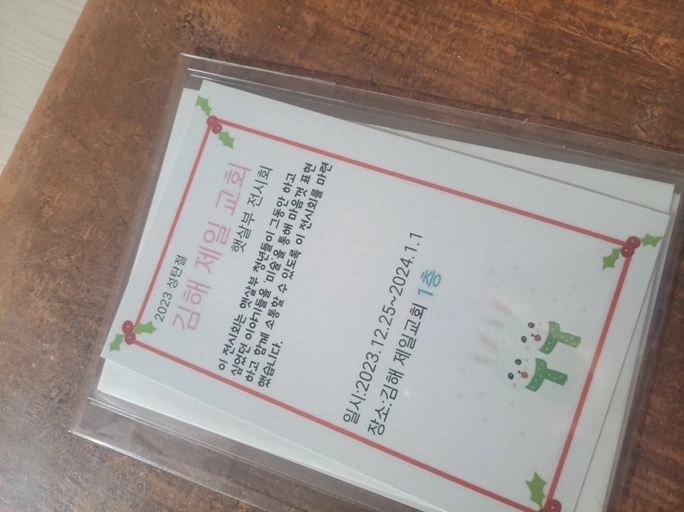 2023 성탄절
김해 제일 교회
햇살부 전시회
이 전시회는 햇살부 청년들이 그동안 하고
싶었던 이야기들을 미술을 통해 마음껏 표현
하고 함께 소통할 수 있도록 이 전시회를 마련
했습니다.
일시:2023.12.25~2024.1.1
장소:김해 제일교회 1층